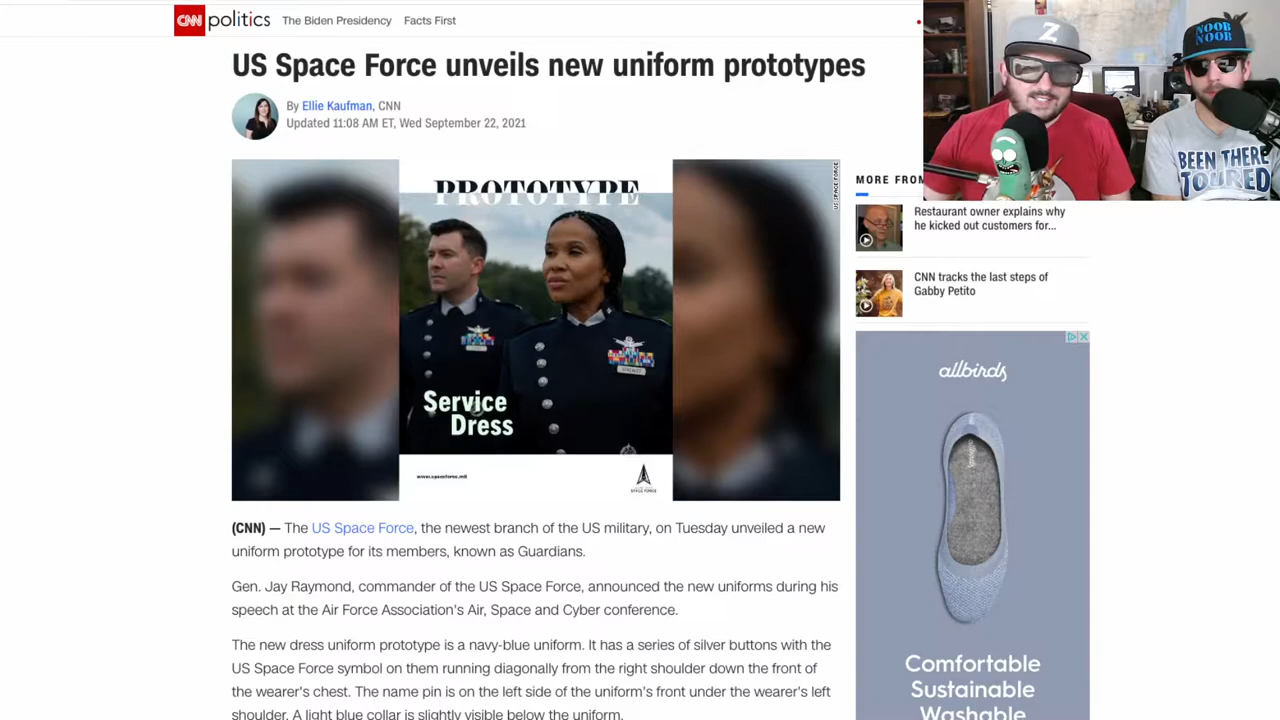 CNN politics The Biden Presidency Facts First
US Space Force unveils new uniform prototypes
By Ellie Kaufman, CNN
Updated 11:08 AM ET, Wed September 22, 2021
PROTOTYPE
US SPACE FORCE
Service
Dress
www.spaceforce.mil
SPACE FORCE
(CNN) — The US Space Force, the newest branch of the US military, on Tuesday unveiled a new
uniform prototype for its members, known as Guardians.
Gen. Jay Raymond, commander of the US Space Force, announced the new uniforms during his
speech at the Air Force Association's Air, Space and Cyber conference.
The new dress uniform prototype is a navy-blue uniform. It has a series of silver buttons with the
US Space Force symbol on them running diagonally from the right shoulder down the front of
the wearer's chest. The name pin is on the left side of the uniform's front under the wearer's left
shoulder. A light blue collar is slightly visible below the uniform.
MORE FROM
Restaurant owner explains why
he kicked out customers for...
CNN tracks the last steps of
Gabby Petito
allbirds
Comfortable
Sustainable
Washable
Z
NOOB
NOOB
BEEN THERE
TOURED